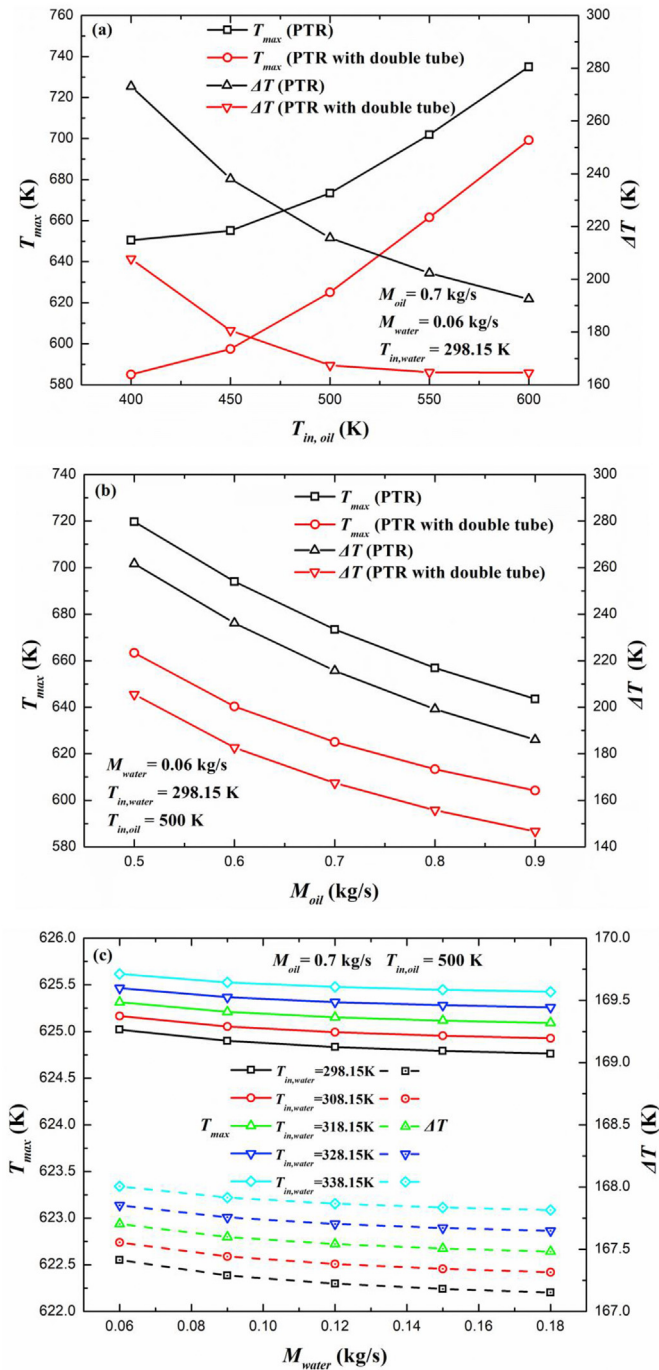 (a)
T_max (PTR)
T_max (PTR with double tube)
ΔT (PTR)
ΔT (PTR with double tube)
M_oil = 0.7 kg/s
M_water = 0.06 kg/s
T_in,water = 298.15 K
760
740
720
700
680
660
640
620
600
580
T_max (K)
300
280
260
240
220
200
180
160
ΔT (K)
400 450 500 550 600
T_in, oil (K)
(b)
T_max (PTR)
T_max (PTR with double tube)
ΔT (PTR)
ΔT (PTR with double tube)
M_water = 0.06 kg/s
T_in,water = 298.15 K
T_in,oil = 500 K
740
720
700
680
660
640
620
600
580
T_max (K)
300
280
260
240
220
200
180
160
140
ΔT (K)
0.5 0.6 0.7 0.8 0.9
M_oil (kg/s)
(c)
M_oil = 0.7 kg/s T_in,oil = 500 K
T_in,water=298.15K
T_in,water=308.15K
T_max T_in,water=318.15K ΔT
T_in,water=328.15K
T_in,water=338.15K
626.0
625.5
625.0
624.5
624.0
623.5
623.0
622.5
622.0
T_max (K)
170.0
169.5
169.0
168.5
168.0
167.5
167.0
ΔT (K)
0.06 0.08 0.10 0.12 0.14 0.16 0.18
M_water (kg/s)